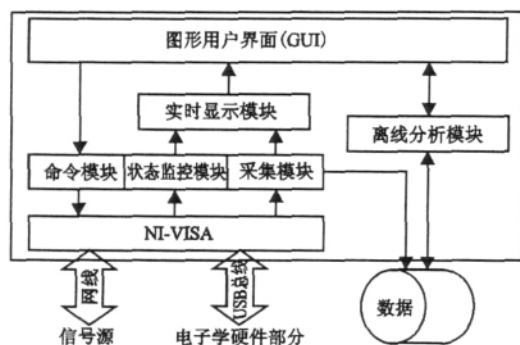 图形用户界面(GUI)
实时显示模块
离线分析模块
命令模块
状态监控模块
采集模块
NI-VISA
网线
USB总线
数据
信号源
电子学硬件部分